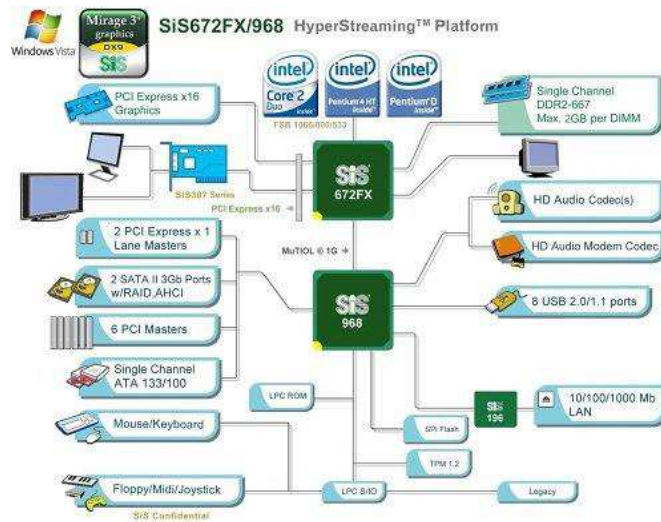 Windows Vista
Mirage 3+
graphics
DX9
SiS
SiS672FX/968 HyperStreaming™ Platform
intel
Core 2
Duo inside™
intel
Pentium 4 HT
inside™
intel
Pentium D
inside™
FSB 1066/800/533
PCI Express x16
Graphics
Single Channel
DDR2-667
Max. 2GB per DIMM
SiS307 Series
PCI Express x16
SiS
672FX
HD Audio Codec(s)
2 PCI Express x 1
Lane Masters
MuTIOL ® 1G
HD Audio Modem Codec
2 SATA II 3Gb Ports
w/RAID,AHCI
SiS
968
8 USB 2.0/1.1 ports
6 PCI Masters
Single Channel
ATA 133/100
LPC ROM
SiS
196
10/100/1000 Mb
LAN
Mouse/Keyboard
SPI Flash
TPM 1.2
Floppy/Midi/Joystick
LPC S/IO
Legacy
SiS Confidential